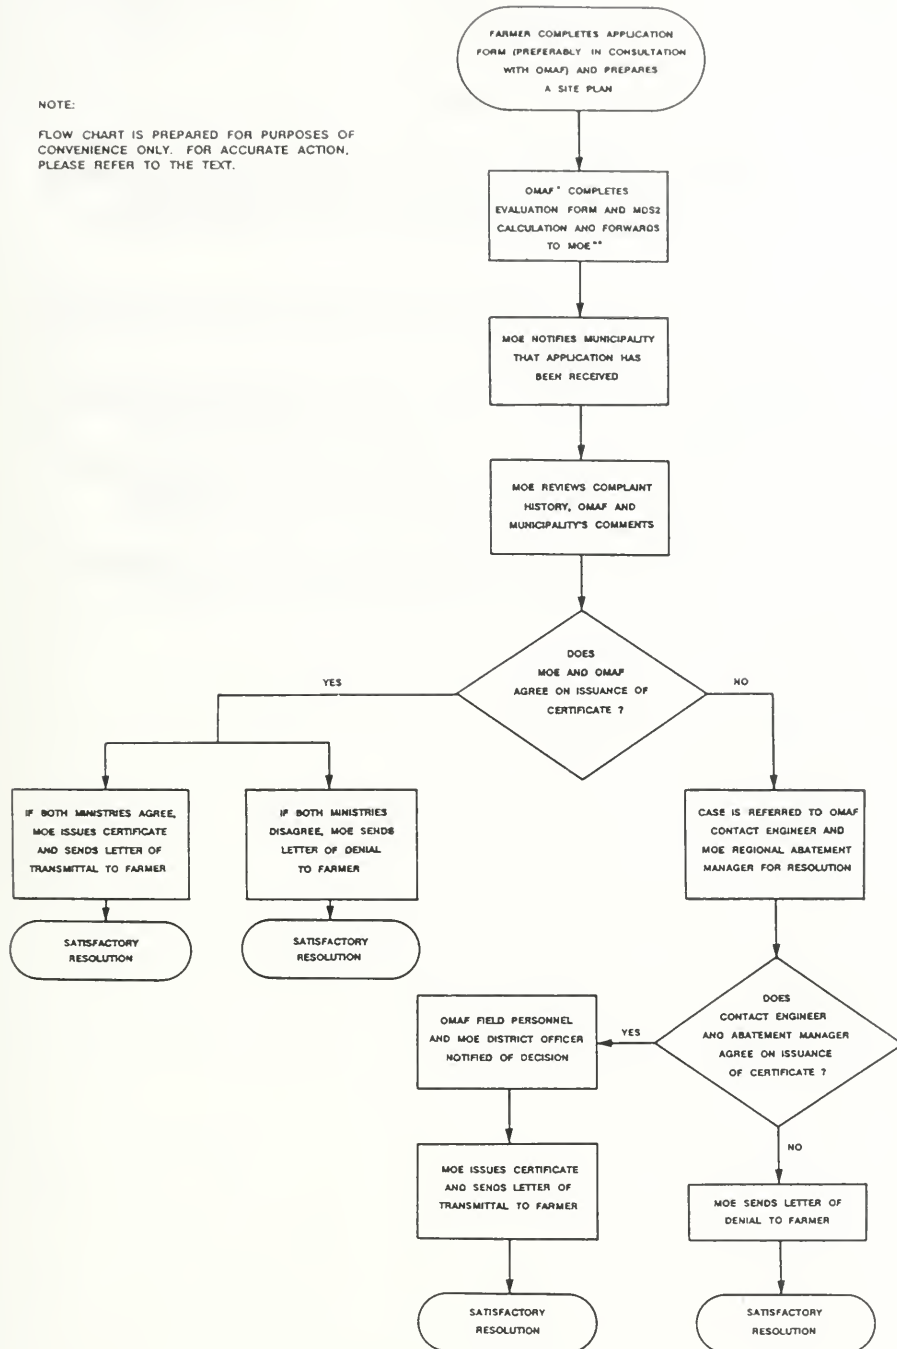 FARMER COMPLETES APPLICATION
FORM (PREFERABLY IN CONSULTATION
WITH OMAF) AND PREPARES
A SITE PLAN
NOTE:
FLOW CHART IS PREPARED FOR PURPOSES OF
CONVENIENCE ONLY. FOR ACCURATE ACTION,
PLEASE REFER TO THE TEXT.
OMAF* COMPLETES
EVALUATION FORM AND MDS2
CALCULATION AND FORWARDS
TO MOE**
MOE NOTIFIES MUNICIPALITY
THAT APPLICATION HAS
BEEN RECEIVED
MOE REVIEWS COMPLAINT
HISTORY, OMAF AND
MUNICIPALITY'S COMMENTS
DOES
MOE AND OMAF
AGREE ON ISSUANCE OF
CERTIFICATE ?
YES
NO
IF BOTH MINISTRIES AGREE,
MOE ISSUES CERTIFICATE
AND SENDS LETTER OF
TRANSMITTAL TO FARMER
IF BOTH MINISTRIES
DISAGREE, MOE SENDS
LETTER OF DENIAL
TO FARMER
CASE IS REFERRED TO OMAF
CONTACT ENGINEER AND
MOE REGIONAL ABATEMENT
MANAGER FOR RESOLUTION
SATISFACTORY
RESOLUTION
SATISFACTORY
RESOLUTION
DOES
CONTACT ENGINEER
AND ABATEMENT MANAGER
AGREE ON ISSUANCE
OF CERTIFICATE ?
YES
OMAF FIELD PERSONNEL
AND MOE DISTRICT OFFICER
NOTIFIED OF DECISION
NO
MOE ISSUES CERTIFICATE
AND SENDS LETTER OF
TRANSMITTAL TO FARMER
MOE SENDS LETTER OF
DENIAL TO FARMER
SATISFACTORY
RESOLUTION
SATISFACTORY
RESOLUTION